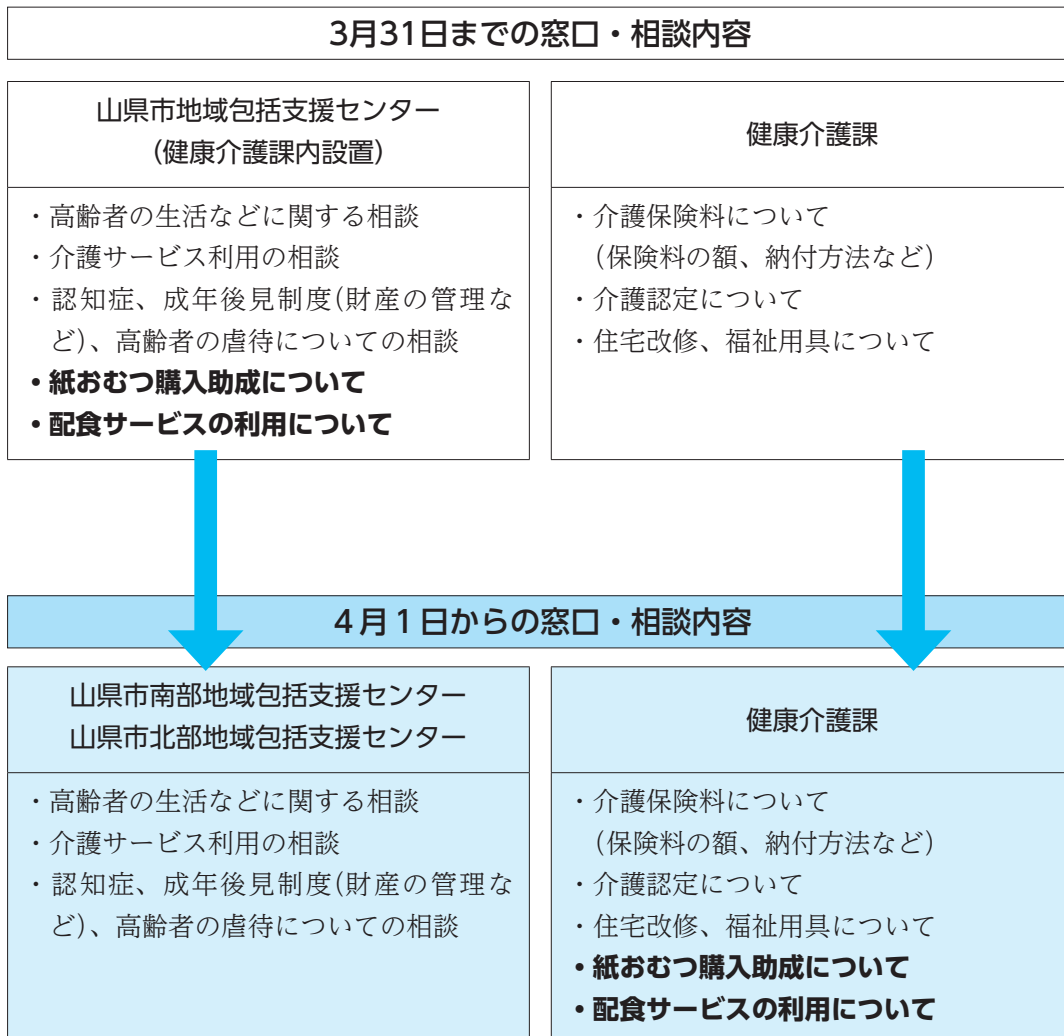 3月31日までの窓口・相談内容
山県市地域包括支援センター
(健康介護課内設置)
・高齢者の生活などに関する相談
・介護サービス利用の相談
・認知症、成年後見制度(財産の管理な
ど)、高齢者の虐待についての相談
・紙おむつ購入助成について
・配食サービスの利用について
健康介護課
・介護保険料について
(保険料の額、納付方法など)
・介護認定について
・住宅改修、福祉用具について
4月1日からの窓口・相談内容
山県市南部地域包括支援センター
山県市北部地域包括支援センター
・高齢者の生活などに関する相談
・介護サービス利用の相談
・認知症、成年後見制度(財産の管理な
ど)、高齢者の虐待についての相談
健康介護課
・介護保険料について
(保険料の額、納付方法など)
・介護認定について
・住宅改修、福祉用具について
・紙おむつ購入助成について
・配食サービスの利用について